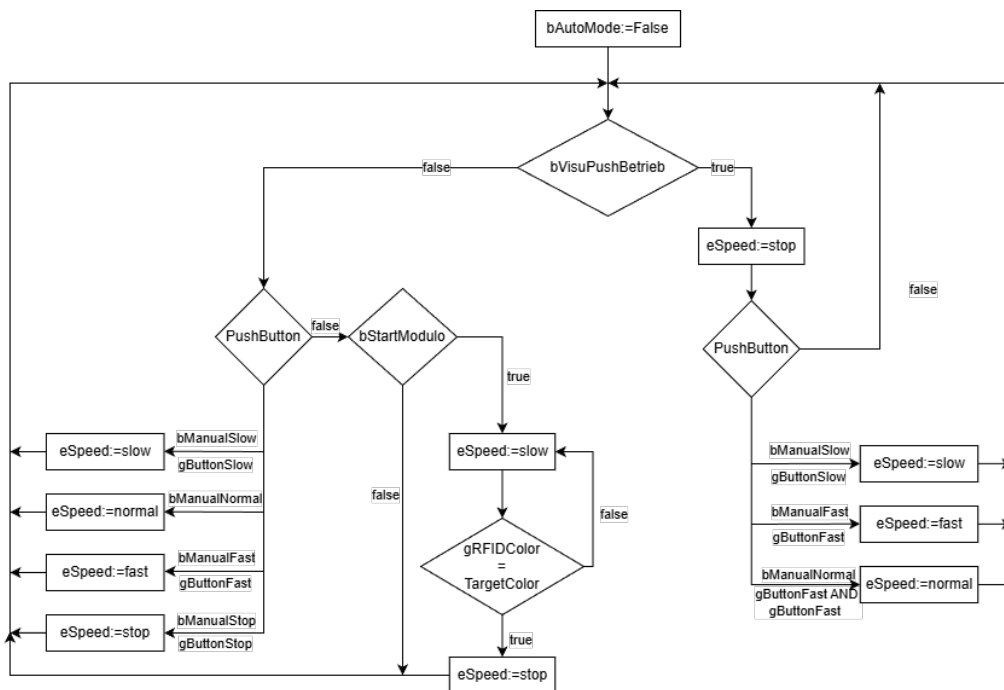 bAutoMode:=False
bVisuPushBetrieb
false
true
eSpeed:=stop
false
PushButton
false
bStartModulo
PushButton
true
bManualSlow
eSpeed:=slow
gButtonSlow
eSpeed:=slow
bManualSlow
eSpeed:=slow
gButtonSlow
false
bManualNormal
eSpeed:=normal
false
bManualFast
eSpeed:=fast
gButtonFast
gRFIDColor
=
TargetColor
bManualFast
eSpeed:=fast
gButtonFast
bManualNormal
eSpeed:=normal
gButtonFast AND
gButtonFast
bManualStop
eSpeed:=stop
gButtonStop
true
eSpeed:=stop